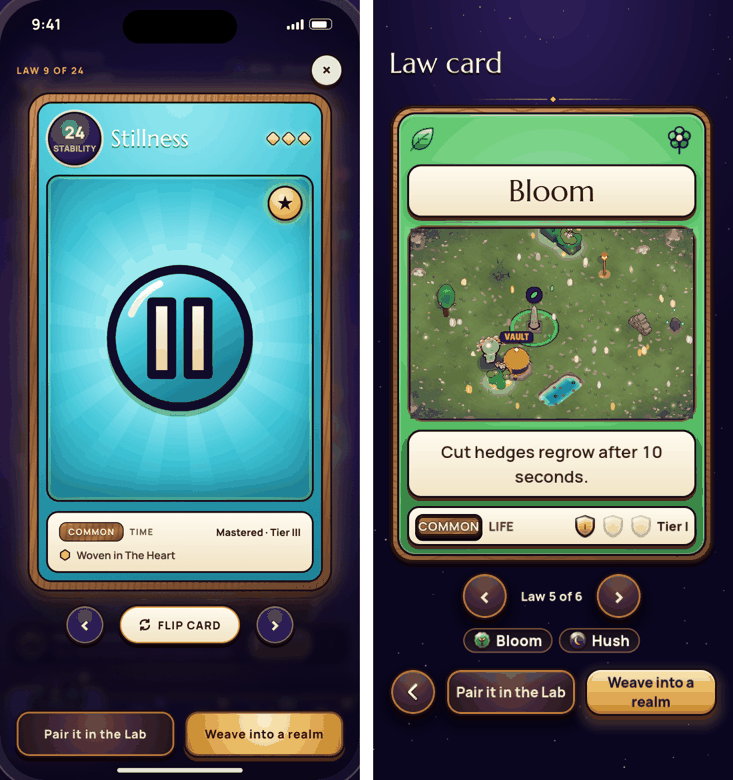 9:41
LAW 9 OF 24
24
STABILITY
Stillness
COMMON TIME
Mastered · Tier III
Woven in The Heart
FLIP CARD
Pair it in the Lab
Weave into a realm
Law card
Bloom
VAULT
Cut hedges regrow after 10
seconds.
COMMON LIFE
Tier I
Law 5 of 6
Bloom
Hush
Pair it in the Lab
Weave into a
realm